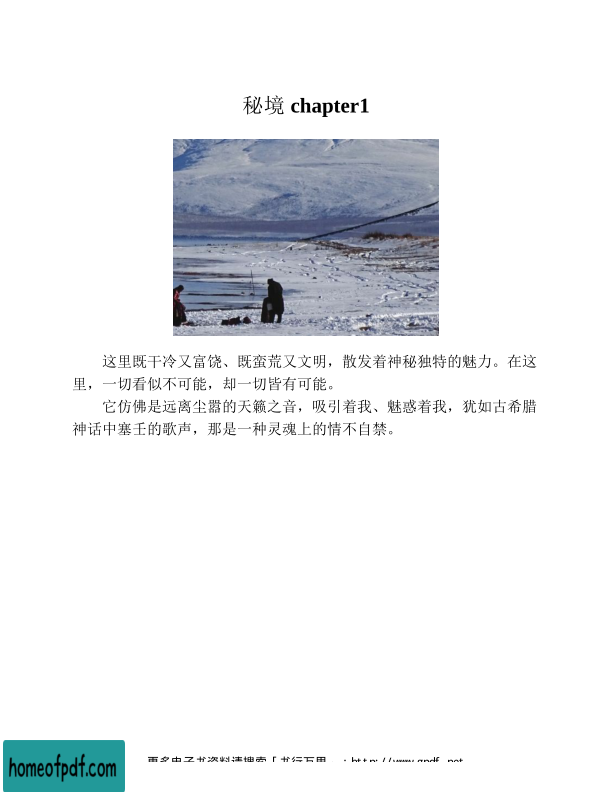 秘境 chapter1
这里既干冷又富饶、既蛮荒又文明，散发着神秘独特的魅力。在这
里，一切看似不可能，却一切皆有可能。
它仿佛是远离尘嚣的天籁之音，吸引着我、魅惑着我，犹如古希腊
神话中塞壬的歌声，那是一种灵魂上的情不自禁。
更多电子书资料请搜索「书行万里
homeofpdf.com